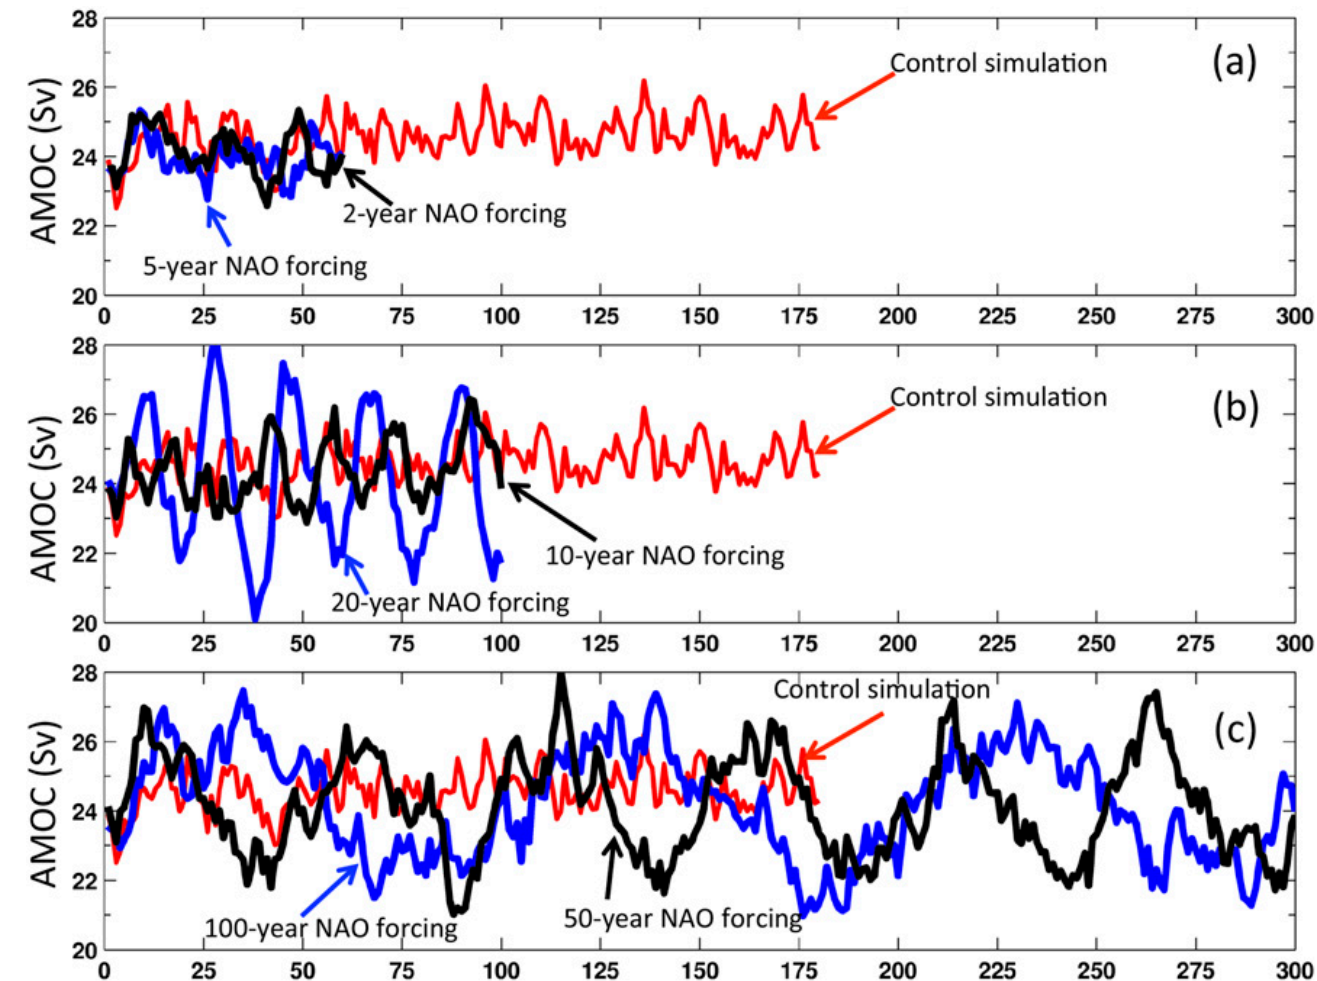 28
(a)
Control simulation
26
24
AMOC (Sv)
2-year NAO forcing
22
5-year NAO forcing
20
0 25 50 75 100 125 150 175 200 225 250 275 300
28
(b)
Control simulation
26
24
AMOC (Sv)
10-year NAO forcing
22
20-year NAO forcing
20
0 25 50 75 100 125 150 175 200 225 250 275 300
28
Control simulation
(c)
26
24
AMOC (Sv)
22
50-year NAO forcing
100-year NAO forcing
20
0 25 50 75 100 125 150 175 200 225 250 275 300